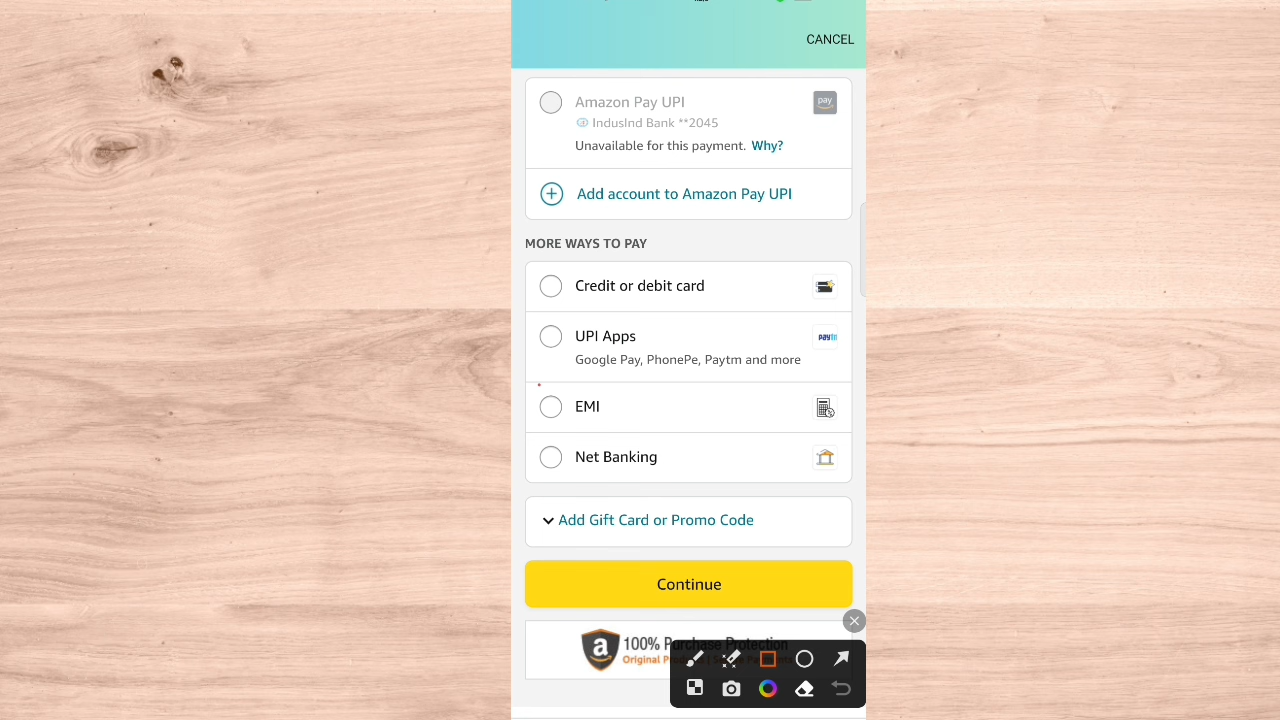 CANCEL
Amazon Pay UPI
pay
IndusInd Bank **2045
Unavailable for this payment. Why?
Add account to Amazon Pay UPI
MORE WAYS TO PAY
Credit or debit card
UPI Apps
paytm
Google Pay, PhonePe, Paytm and more
EMI
Net Banking
Add Gift Card or Promo Code
Continue
a
100% Purchase Protection